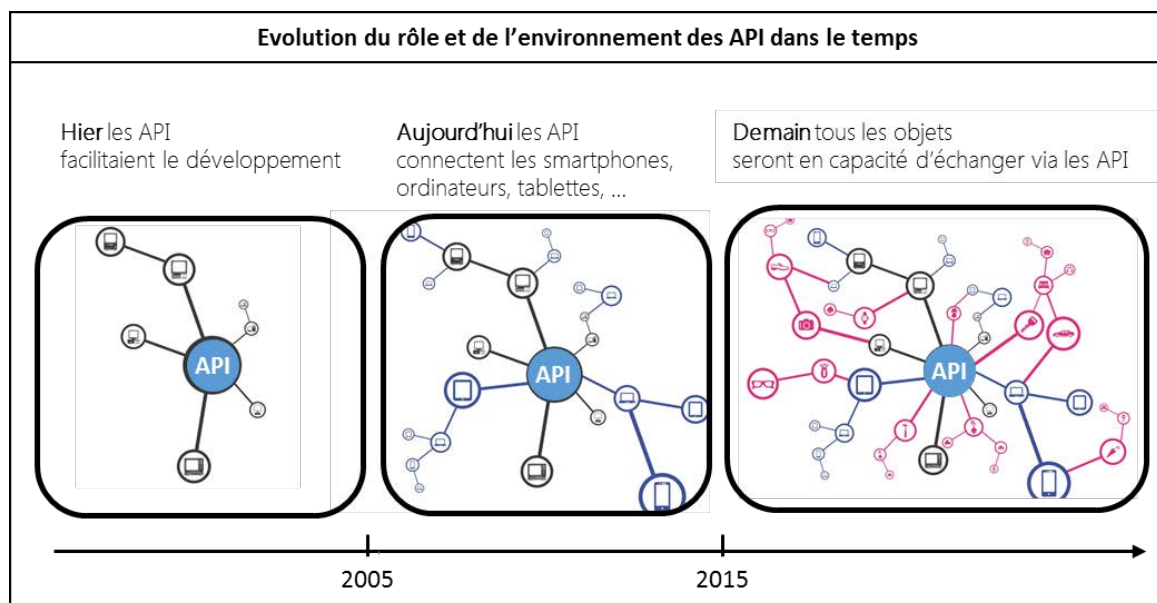 Evolution du rôle et de l'environnement des API dans le temps
Hier les API
facilitaient le développement
Aujourd'hui les API
connectent les smartphones,
ordinateurs, tablettes, ...
Demain tous les objets
seront en capacité d'échanger via les API
API
API
API
2005
2015